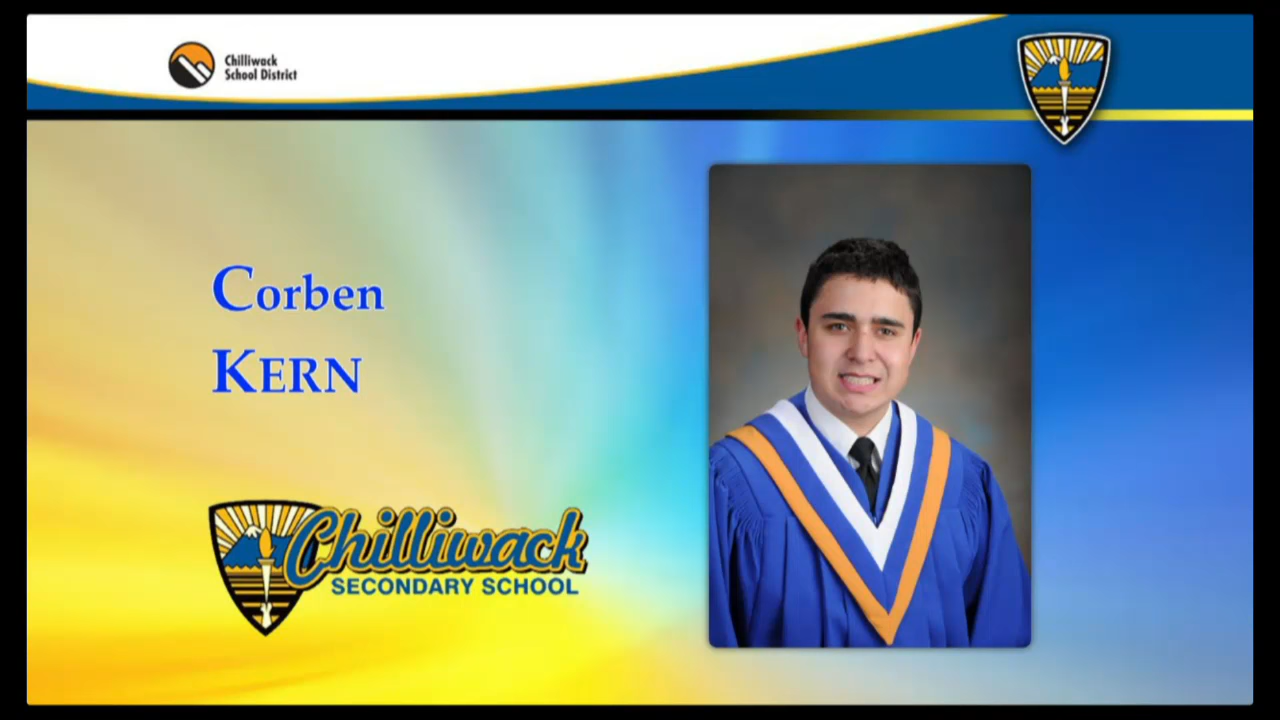 Chilliwack
School District
Corben
KERN
Chilliwack
SECONDARY SCHOOL